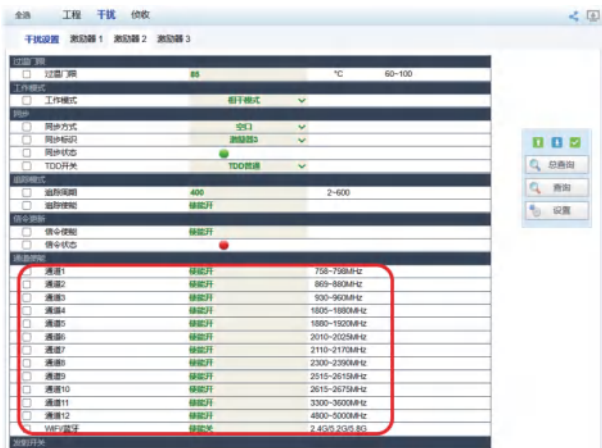 全选 工程 干扰 侦收
干扰设置 激励器 1 激励器 2 激励器 3
过温门限
过温门限 85 °C 60~100
工作模式
工作模式 相干模式
同步
同步方式 空口
同步标识 激励器3
同步状态
TDD开关 TDD普通
追踪模式
追踪周期 400 2~600
追踪使能 使能开
信令更新
信令使能 使能开
信令状态
通道使能
通道1 使能开 758~798MHz
通道2 使能开 869~880MHz
通道3 使能开 930~960MHz
通道4 使能开 1805~1880MHz
通道5 使能开 1880~1920MHz
通道6 使能开 2010~2025MHz
通道7 使能开 2110~2170MHz
通道8 使能开 2300~2390MHz
通道9 使能开 2515~2615MHz
通道10 使能开 2615~2675MHz
通道11 使能开 3300~3600MHz
通道12 使能开 4800~5000MHz
WIFI/蓝牙 使能关 2.4G/5.2G/5.8G
发射开关
总查询
查询
设置